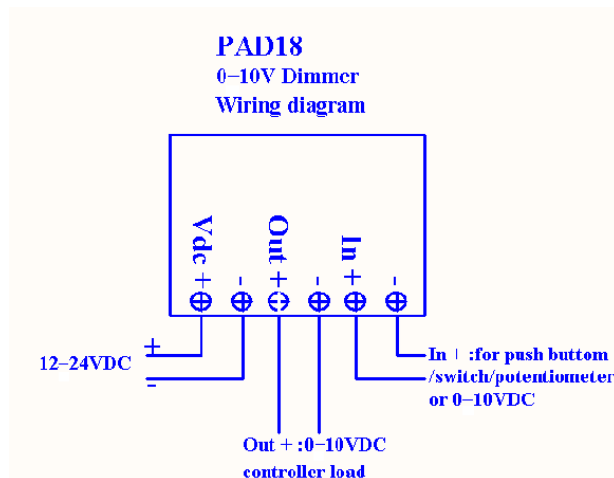 PAD18
0-10V Dimmer
Wiring diagram
Vdc + - Out + - In + -
+
12-24VDC
-
In + :for push buttom
/switch/potentiometer
or 0-10VDC
Out + :0-10VDC
controller load